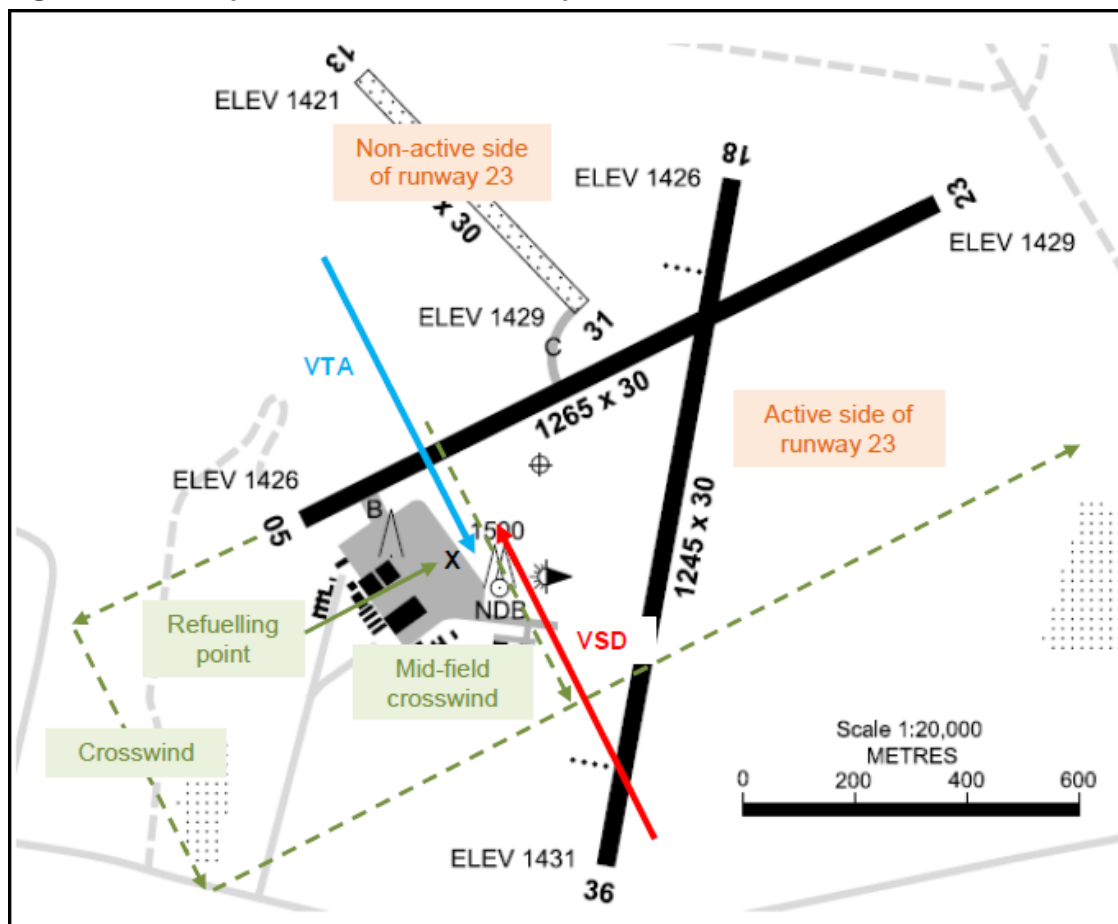 13
ELEV 1421
Non-active side
of runway 23
x 30
ELEV 1426
18
23
ELEV 1429
ELEV 1429
31
C
VTA
1265 x 30
Active side of
runway 23
ELEV 1426
05
B
1500
1245 x 30
X
NDB
Refuelling
point
VSD
Mid-field
crosswind
Crosswind
Scale 1:20,000
METRES
0 200 400 600
ELEV 1431
36